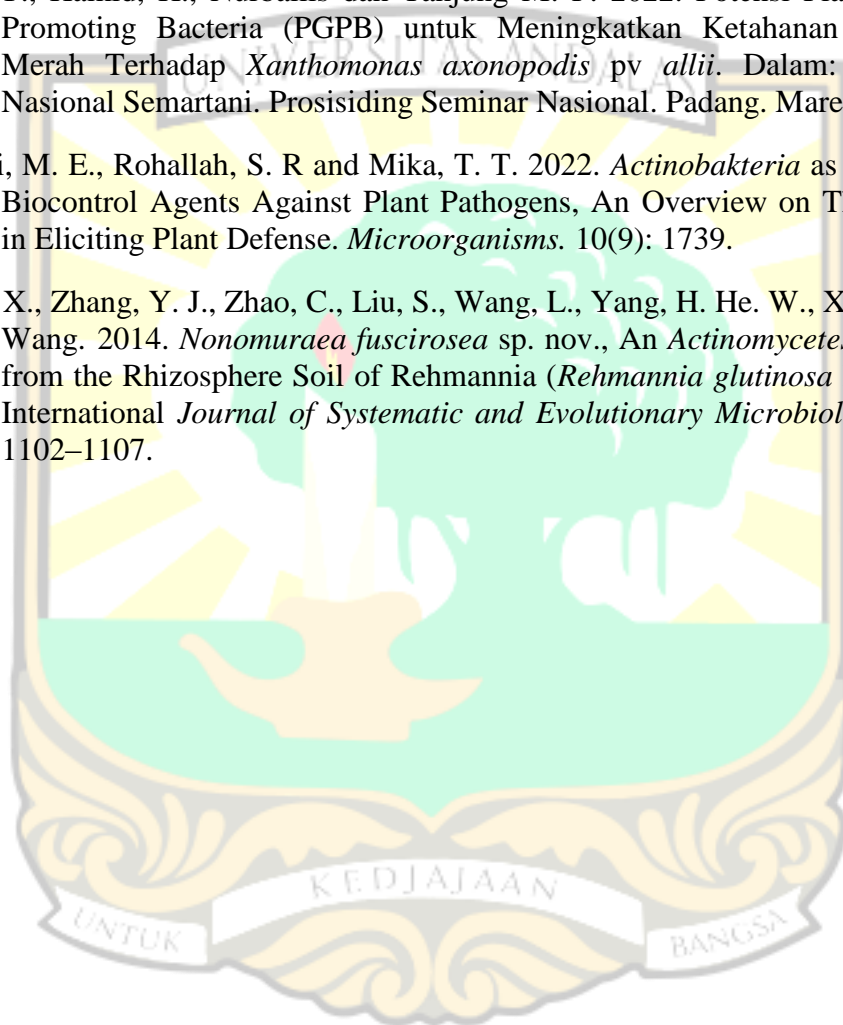 Promoting Bacteria (PGPB) untuk Meningkatkan Ketahanan
Merah Terhadap Xanthomonas axonopodis pv allii. Dalam:
Nasional Semartani. Prosisiding Seminar Nasional. Padang. Mare
i, M. E., Rohallah, S. R and Mika, T. T. 2022. Actinobakteria as
Biocontrol Agents Against Plant Pathogens, An Overview on T
in Eliciting Plant Defense. Microorganisms. 10(9): 1739.
X., Zhang, Y. J., Zhao, C., Liu, S., Wang, L., Yang, H. He. W., X
Wang. 2014. Nonomuraea fuscirosea sp. nov., An Actinomycetes
from the Rhizosphere Soil of Rehmannia (Rehmannia glutinosa
International Journal of Systematic and Evolutionary Microbiol
1102–1107.
UNIVERSITAS ANDALAS
UNTUK KEDJAJAAN BANGSA